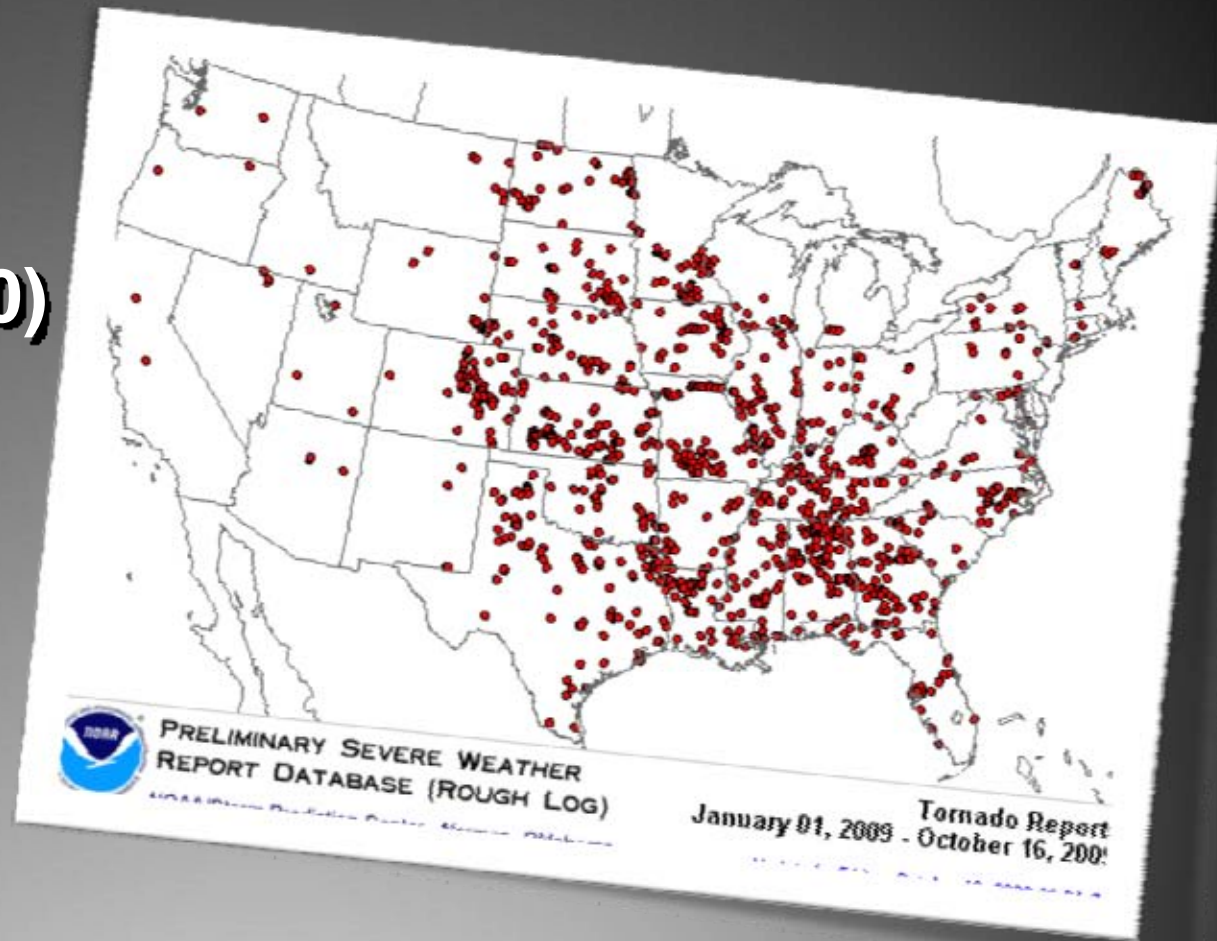 0)
NOAA
PRELIMINARY SEVERE WEATHER
REPORT DATABASE (ROUGH LOG)
Tornado Report
January 01, 2009 - October 16, 200